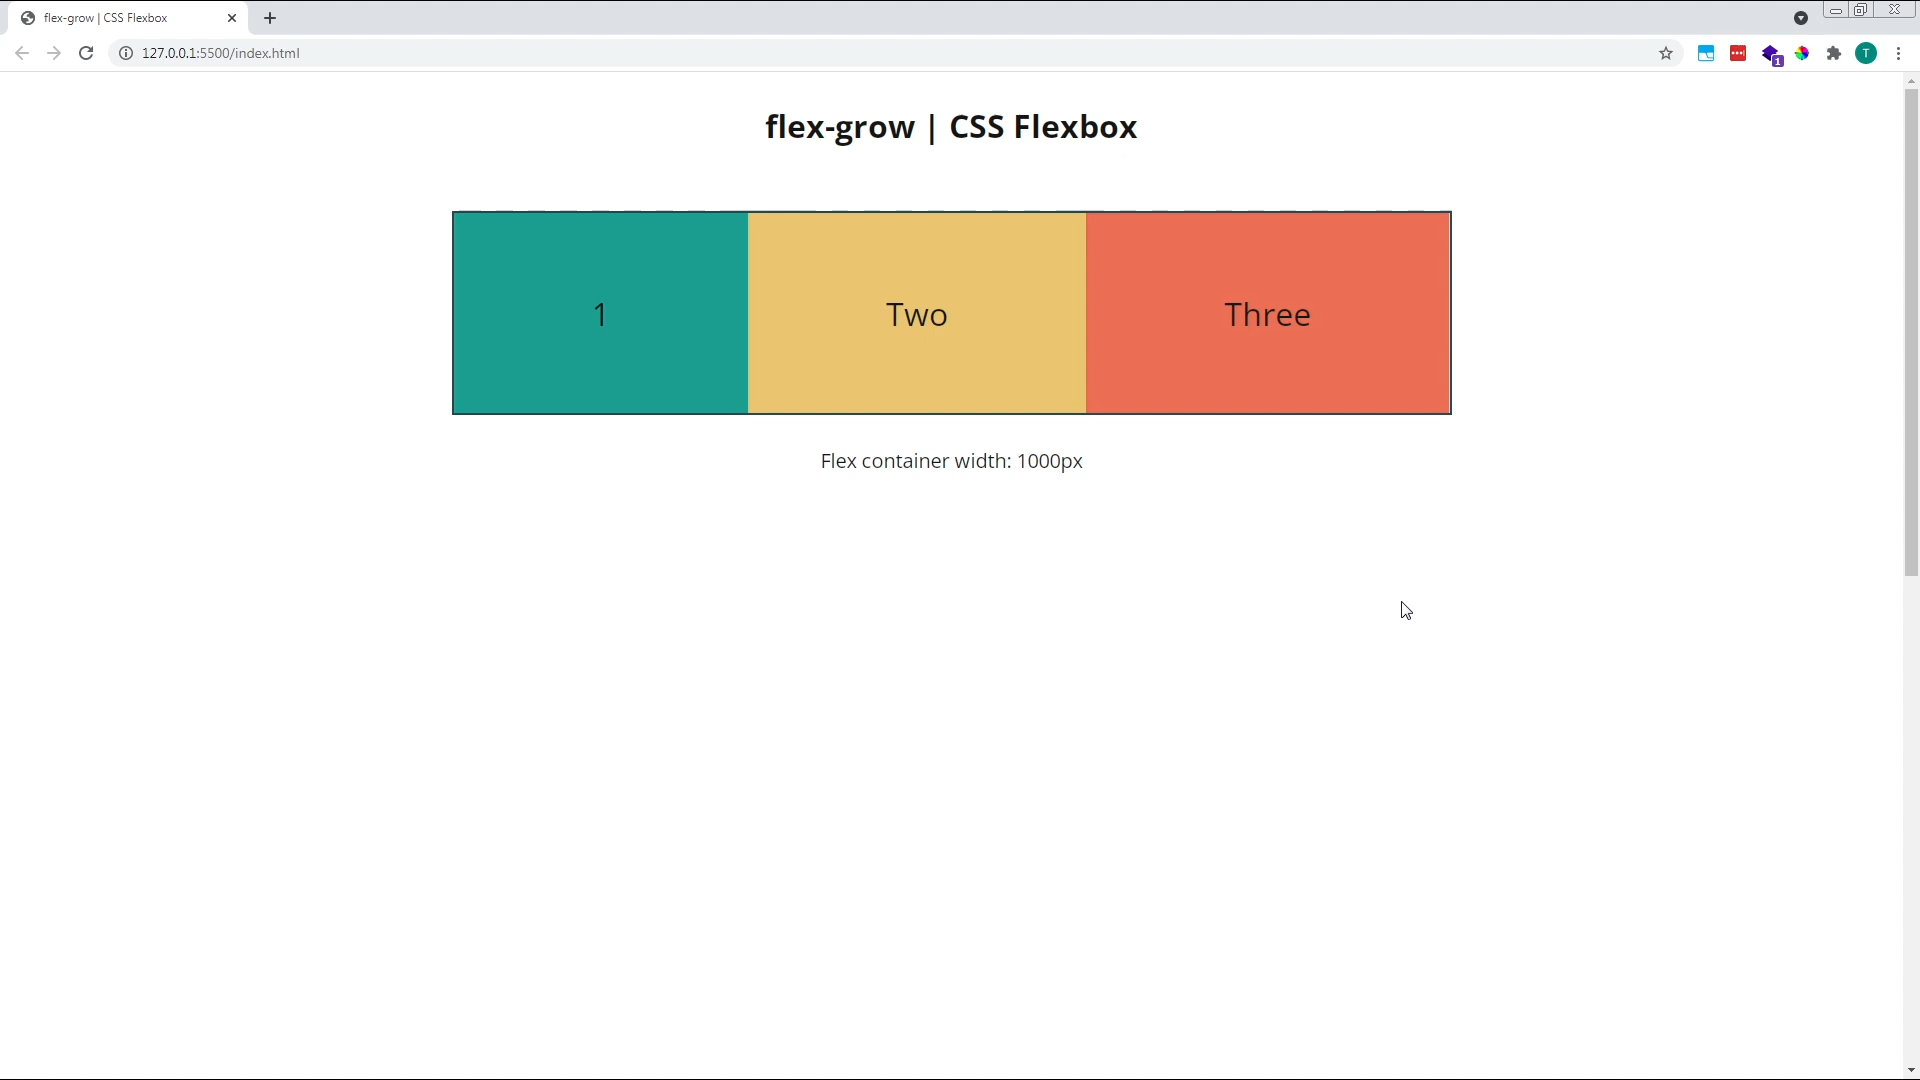 flex-grow | CSS Flexbox
127.0.0.1:5500/index.html
1
T
flex-grow | CSS Flexbox
1
Two
Three
Flex container width: 1000px